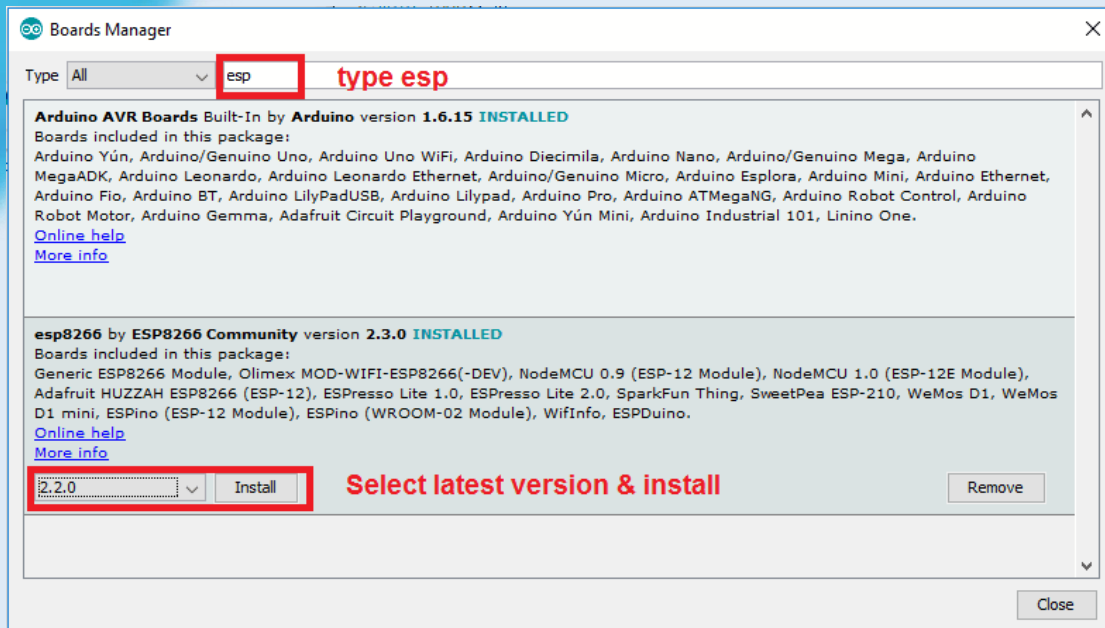 Boards Manager
Type All esp type esp
Arduino AVR Boards Built-In by Arduino version 1.6.15 INSTALLED
Boards included in this package:
Arduino Yún, Arduino/Genuino Uno, Arduino Uno WiFi, Arduino Diecimila, Arduino Nano, Arduino/Genuino Mega, Arduino
MegaADK, Arduino Leonardo, Arduino Leonardo Ethernet, Arduino/Genuino Micro, Arduino Esplora, Arduino Mini, Arduino Ethernet,
Arduino Fio, Arduino BT, Arduino LilyPadUSB, Arduino Lilypad, Arduino Pro, Arduino ATMegaNG, Arduino Robot Control, Arduino
Robot Motor, Arduino Gemma, Adafruit Circuit Playground, Arduino Yún Mini, Arduino Industrial 101, Linino One.
Online help
More info
esp8266 by ESP8266 Community version 2.3.0 INSTALLED
Boards included in this package:
Generic ESP8266 Module, Olimex MOD-WIFI-ESP8266(-DEV), NodeMCU 0.9 (ESP-12 Module), NodeMCU 1.0 (ESP-12E Module),
Adafruit HUZZAH ESP8266 (ESP-12), ESPresso Lite 1.0, ESPresso Lite 2.0, SparkFun Thing, SweetPea ESP-210, WeMos D1, WeMos
D1 mini, ESPino (ESP-12 Module), ESPino (WROOM-02 Module), WifInfo, ESPDuino.
Online help
More info
2.2.0 Install Select latest version & install Remove
Close